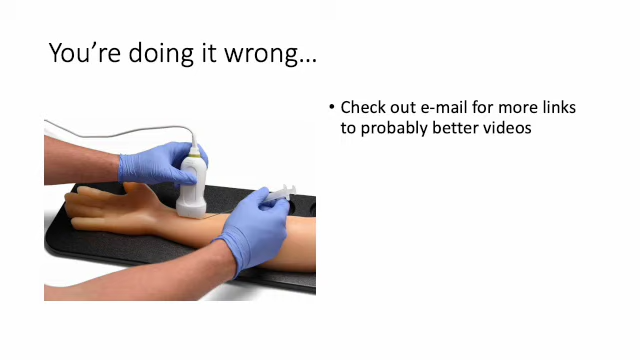 You're doing it wrong...
• Check out e-mail for more links
to probably better videos